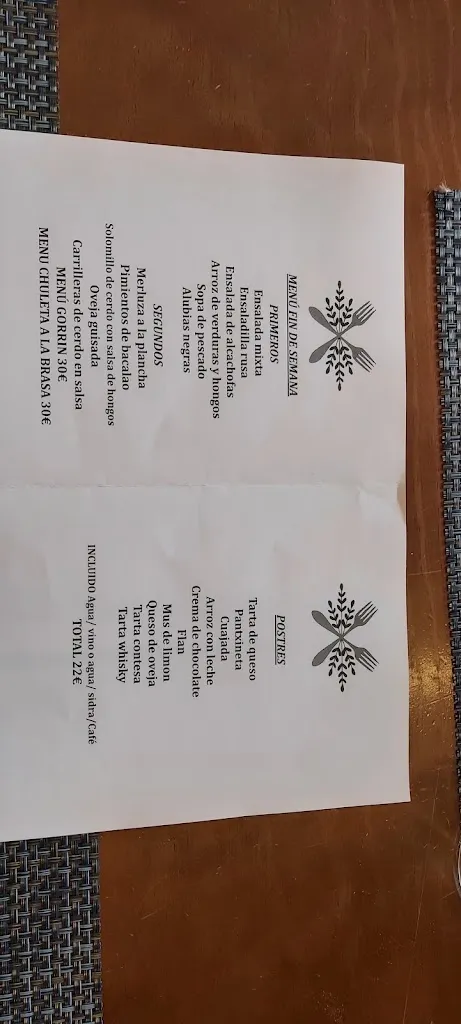 MENÚ FIN DE SEMANA
PRIMEROS
Ensalada mixta
Ensaladilla rusa
Ensalada de alcachofas
Arroz de verduras y hongos
Sopa de pescado
Alubias negras
SEGUNDOS
Merluza a la plancha
Pimientos de bacalao
Solomillo de cerdo con salsa de hongos
Oveja guisada
Carrilleras de cerdo en salsa
MENÚ GORRIN 30€
MENU CHULETA A LA BRASA 30€
POSTRES
Tarta de queso
Pantxineta
Cuajada
Arroz con leche
Crema de chocolate
Flan
Mus de limon
Queso de oveja
Tarta contesa
Tarta whisky
INCLUIDO Agua/ vino o agua/ sidra/Café
TOTAL 22€